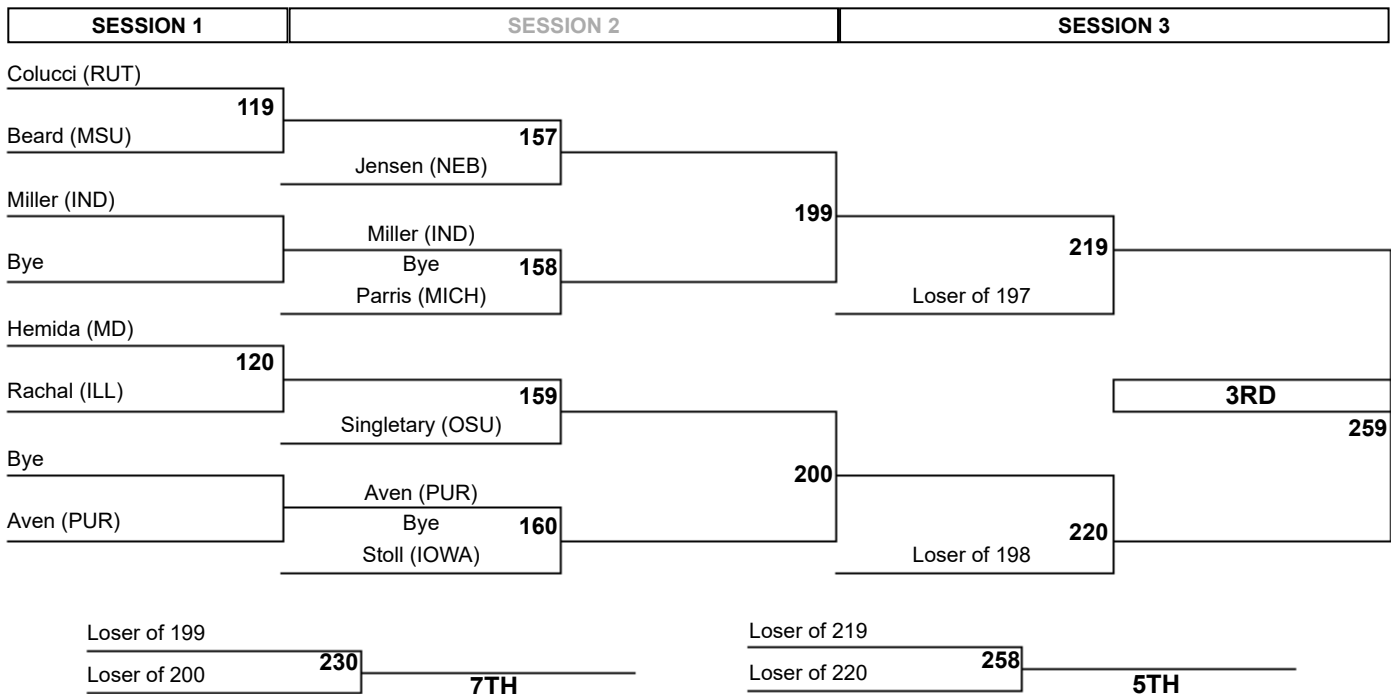 SESSION 1
SESSION 2
SESSION 3
Colucci (RUT)
119
Beard (MSU)
157
Jensen (NEB)
Miller (IND)
199
Miller (IND)
219
Bye
Bye
158
Parris (MICH)
Loser of 197
Hemida (MD)
120
Rachal (ILL)
159
3RD
Singletary (OSU)
259
Bye
200
Aven (PUR)
Aven (PUR)
Bye
160
220
Stoll (IOWA)
Loser of 198
Loser of 199
230
Loser of 200
7TH
Loser of 219
258
Loser of 220
5TH